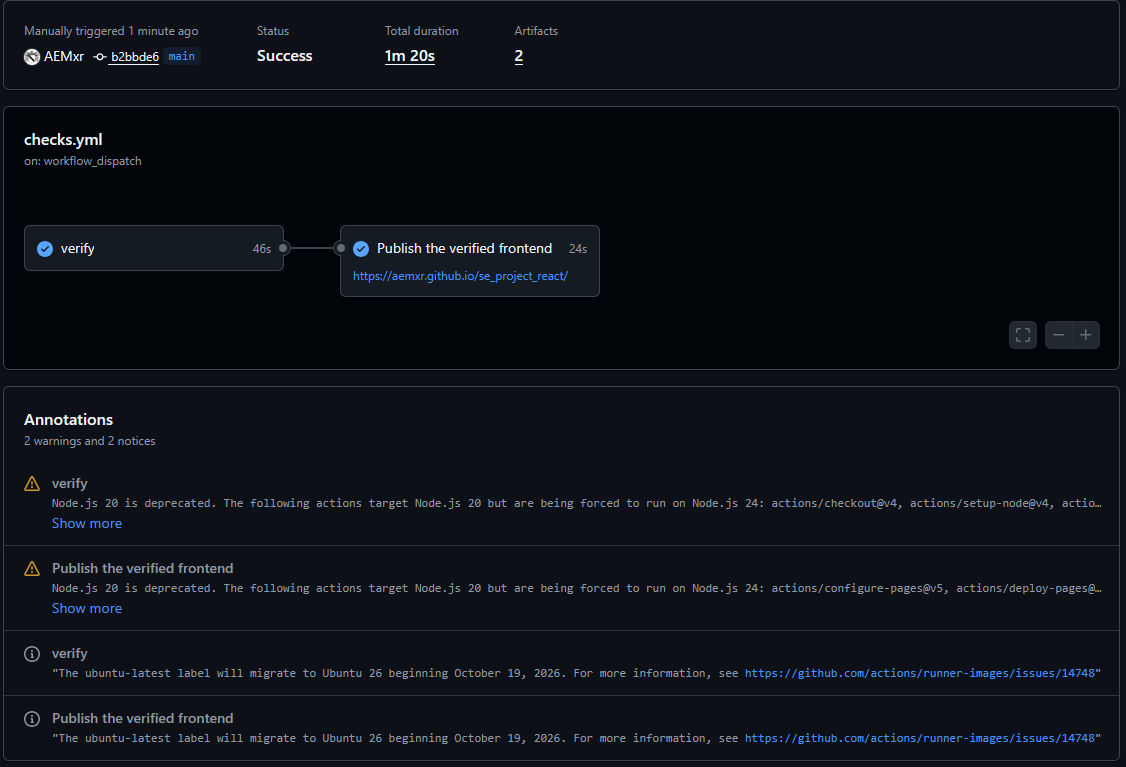 Manually triggered 1 minute ago
Status
Total duration
Artifacts
AEMxr b2bbde6 main
Success
1m 20s
2
checks.yml
on: workflow_dispatch
verify 46s
Publish the verified frontend 24s
https://aemxr.github.io/se_project_react/
Annotations
2 warnings and 2 notices
verify
Node.js 20 is deprecated. The following actions target Node.js 20 but are being forced to run on Node.js 24: actions/checkout@v4, actions/setup-node@v4, actio…
Show more
Publish the verified frontend
Node.js 20 is deprecated. The following actions target Node.js 20 but are being forced to run on Node.js 24: actions/configure-pages@v5, actions/deploy-pages@…
Show more
verify
"The ubuntu-latest label will migrate to Ubuntu 26 beginning October 19, 2026. For more information, see https://github.com/actions/runner-images/issues/14748"
Publish the verified frontend
"The ubuntu-latest label will migrate to Ubuntu 26 beginning October 19, 2026. For more information, see https://github.com/actions/runner-images/issues/14748"